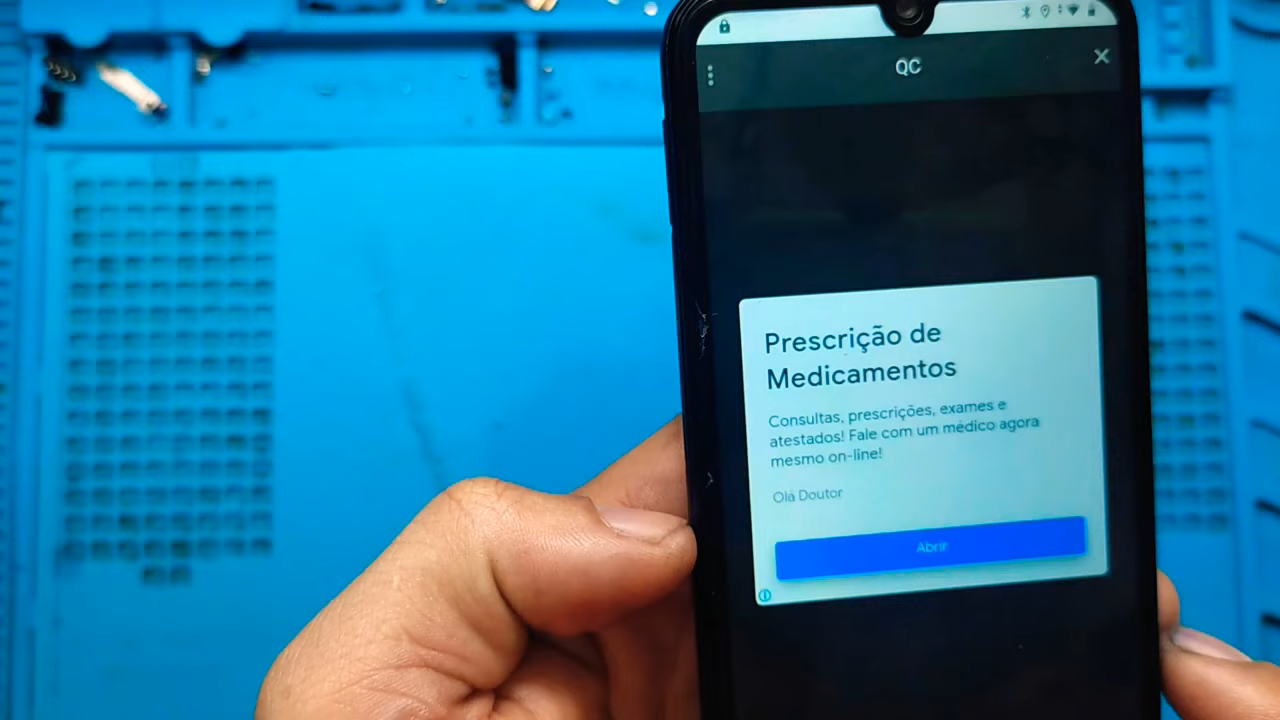 QC
Prescrição de
Medicamentos
Consultas, prescrições, exames e
atestados! Fale com um médico agora
mesmo on-line!
Olá Doutor
Abrir